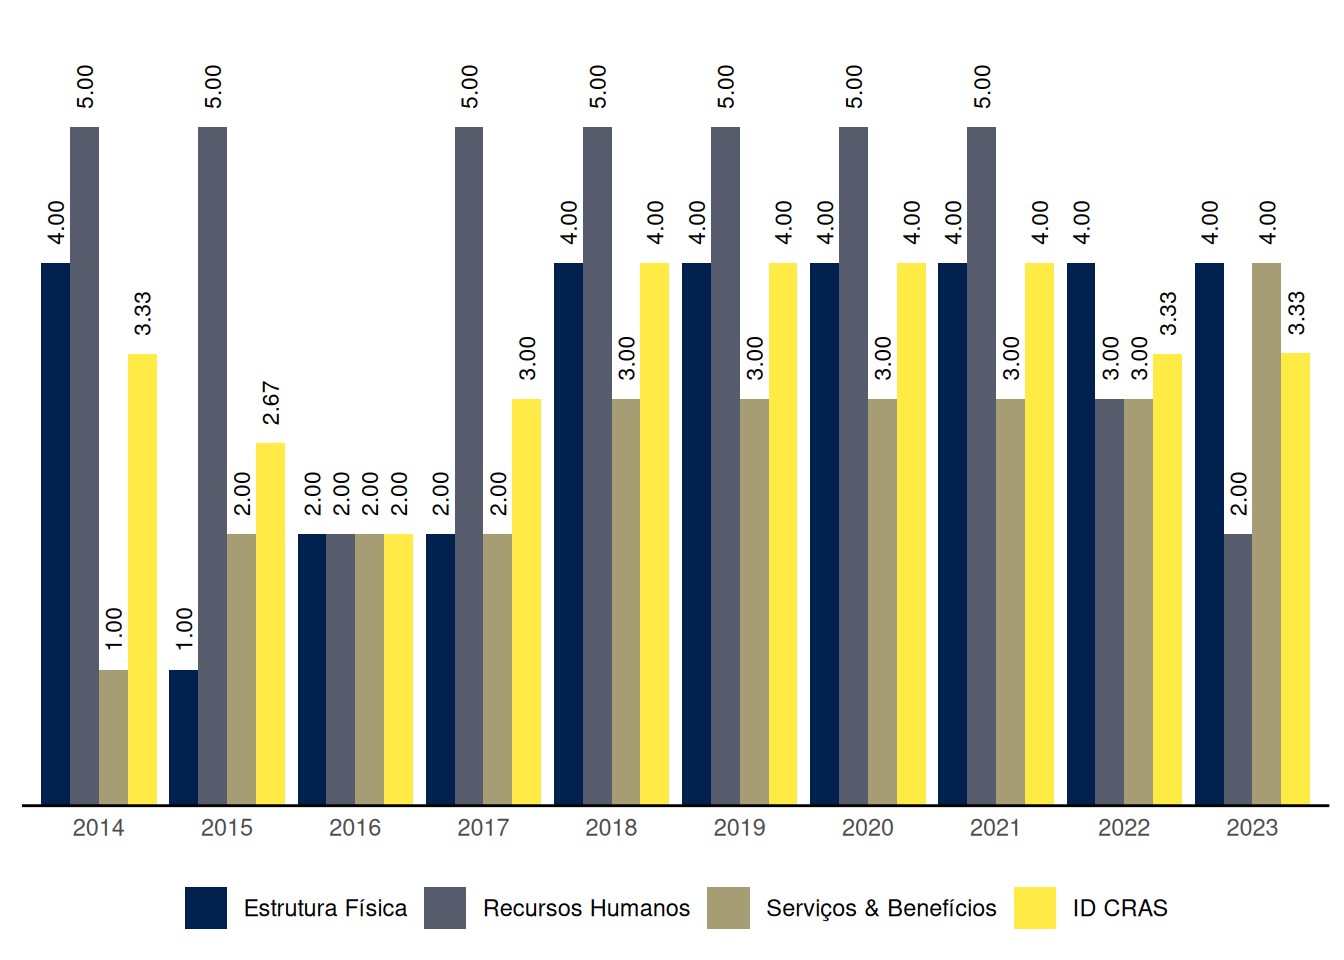 5.00 5.00 5.00 5.00 5.00 5.00 5.00
4.00 4.00 4.00 4.00 4.00 4.00 4.00 4.00 4.00 4.00 4.00 4.00
3.33 3.33 3.33
3.00 3.00 3.00 3.00 3.00 3.00 3.00
2.67
2.00 2.00 2.00 2.00 2.00 2.00 2.00 2.00
1.00 1.00
2014 2015 2016 2017 2018 2019 2020 2021 2022 2023
Estrutura Física Recursos Humanos Serviços & Benefícios ID CRAS